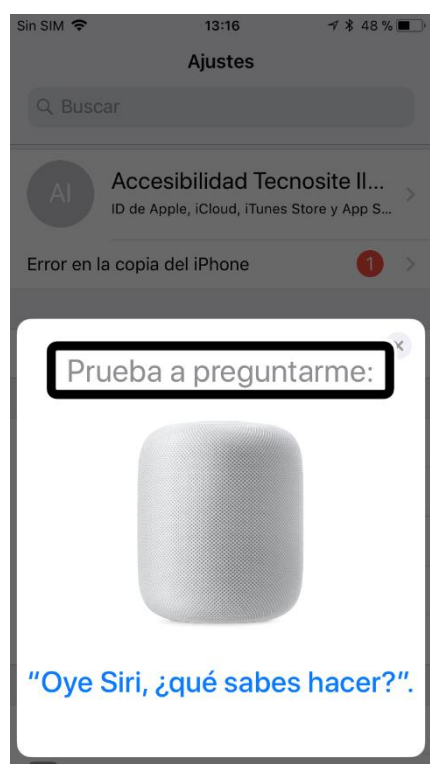 Sin SIM 13:16 48 %
Ajustes
Buscar
AI
Accesibilidad Tecnosite Il...
ID de Apple, iCloud, iTunes Store y App S...
Error en la copia del iPhone 1
Prueba a preguntarme:
"Oye Siri, ¿qué sabes hacer?".